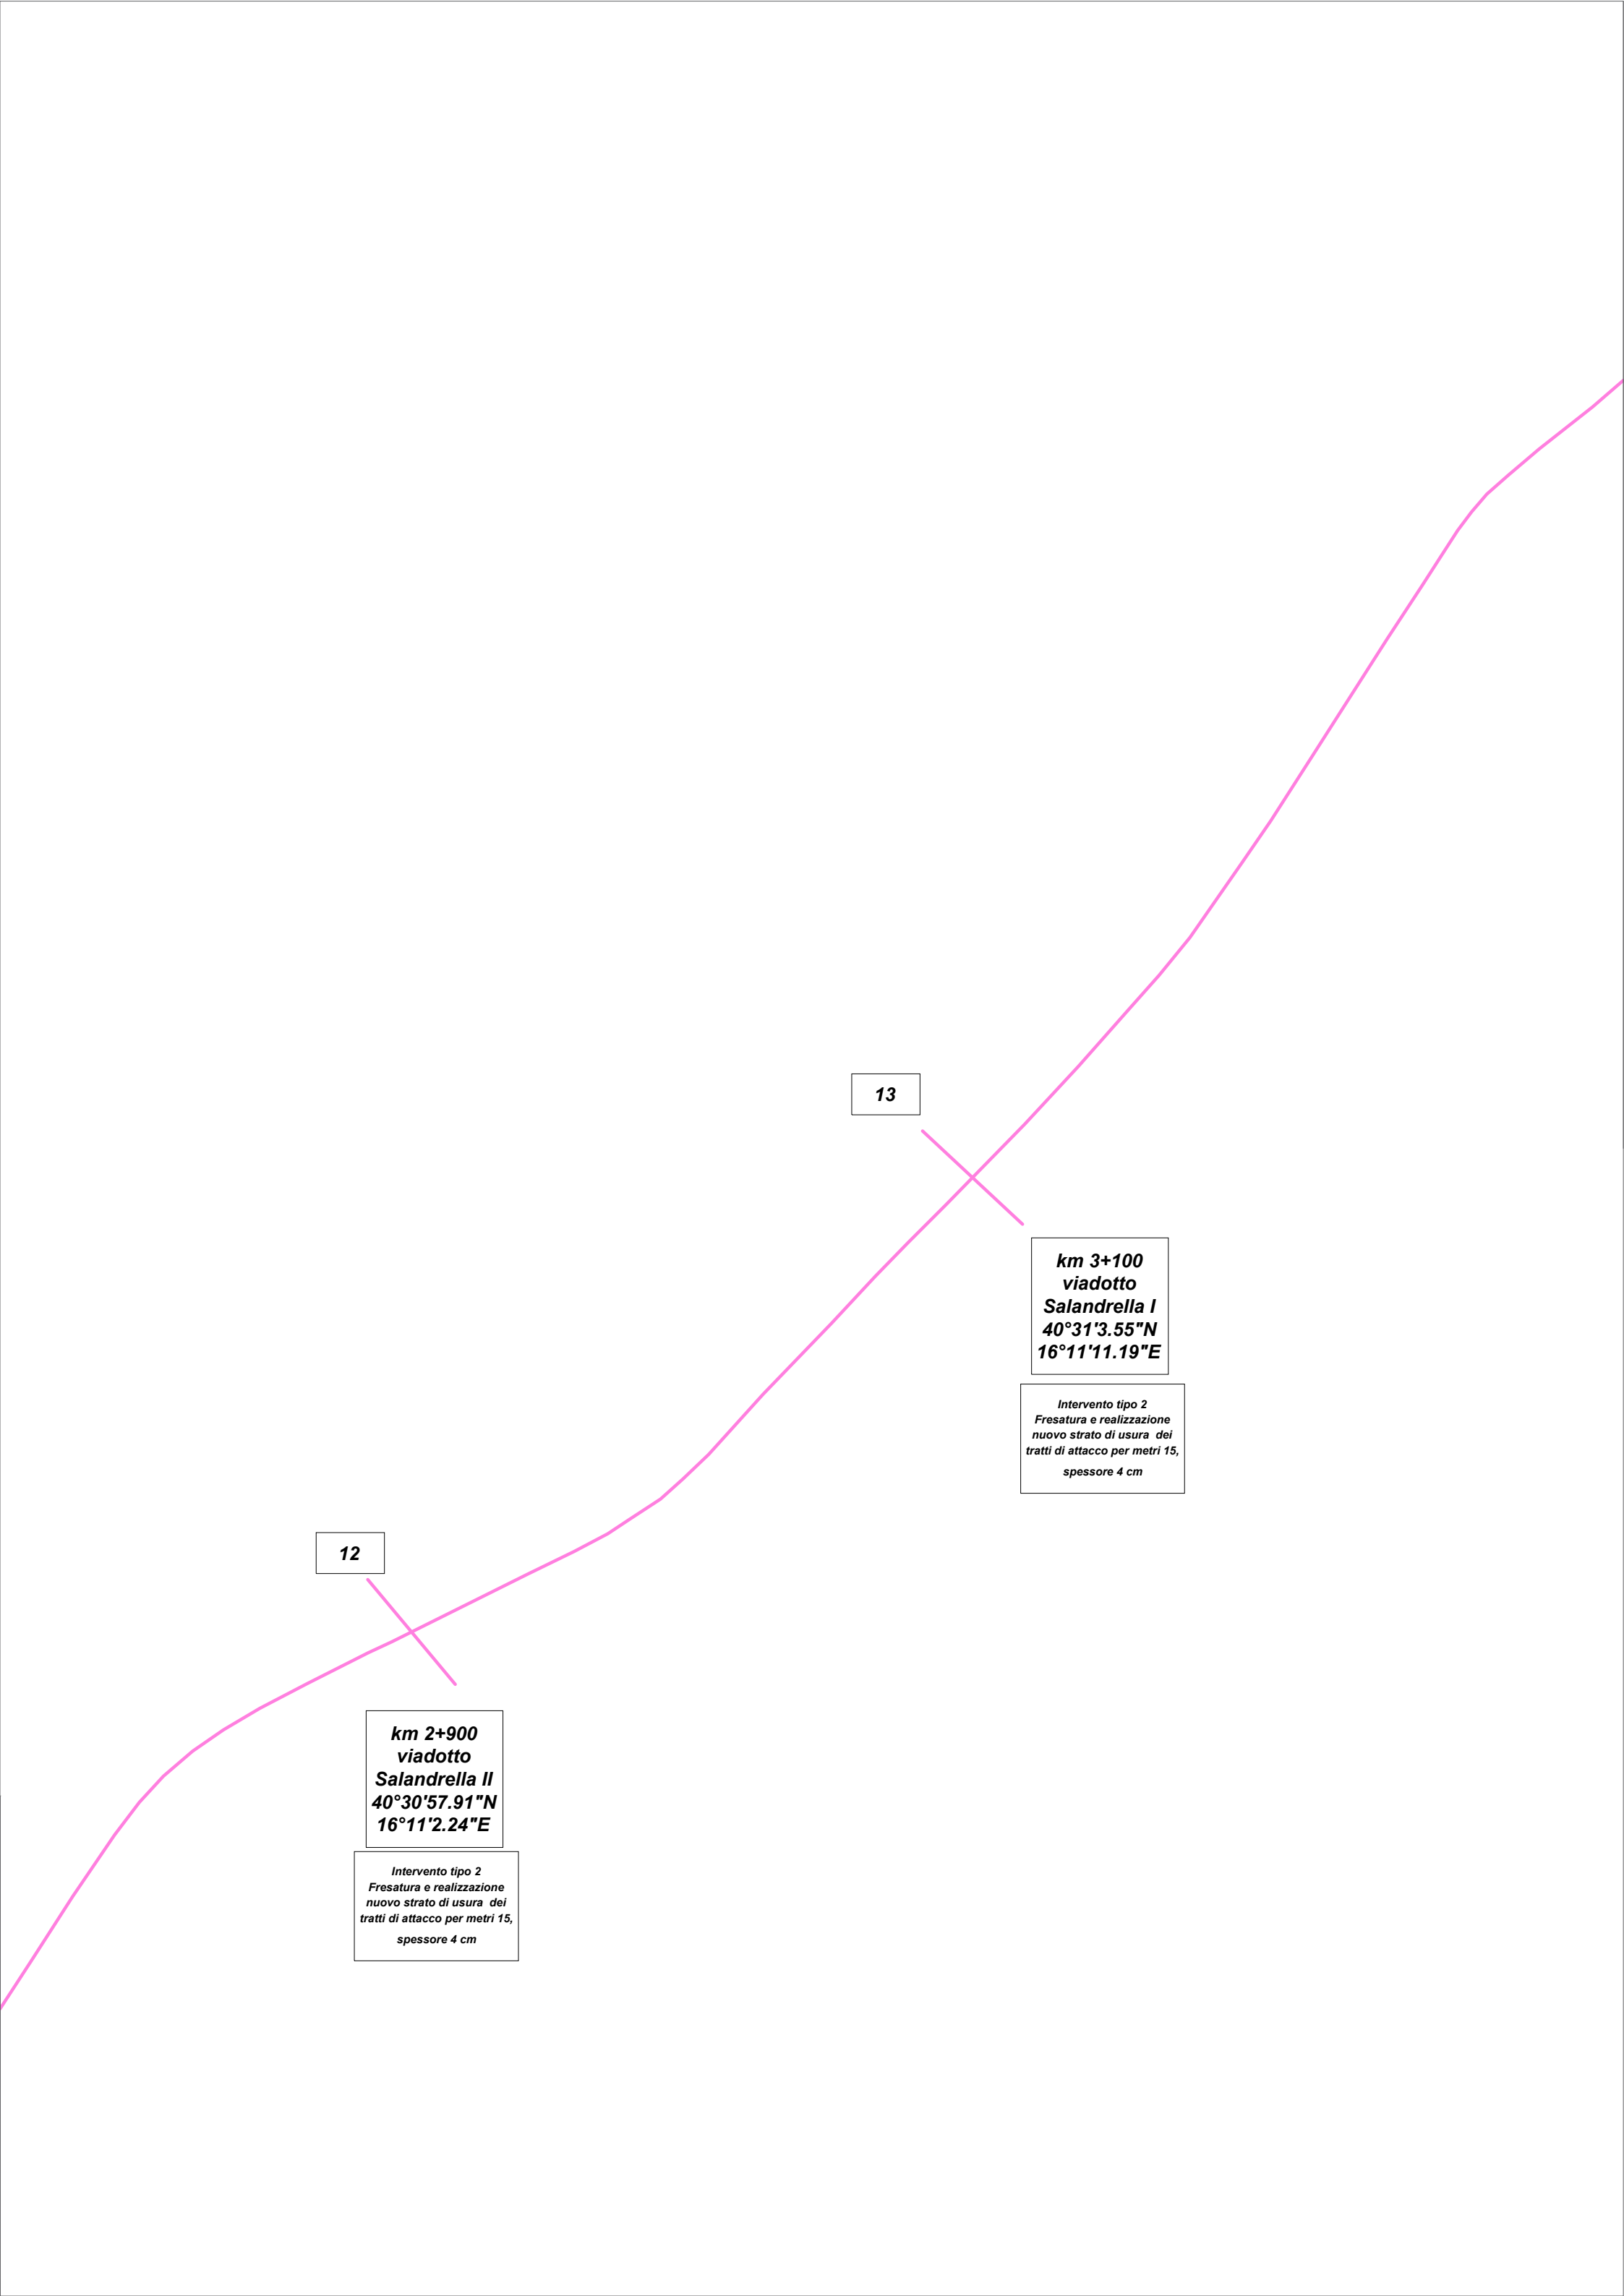 13
km 3+100
viadotto
Salandrella I
40°31'3.55"N
16°11'11.19"E
Intervento tipo 2
Fresatura e realizzazione
nuovo strato di usura dei
tratti di attacco per metri 15,
spessore 4 cm
12
km 2+900
viadotto
Salandrella II
40°30'57.91"N
16°11'2.24"E
Intervento tipo 2
Fresatura e realizzazione
nuovo strato di usura dei
tratti di attacco per metri 15,
spessore 4 cm